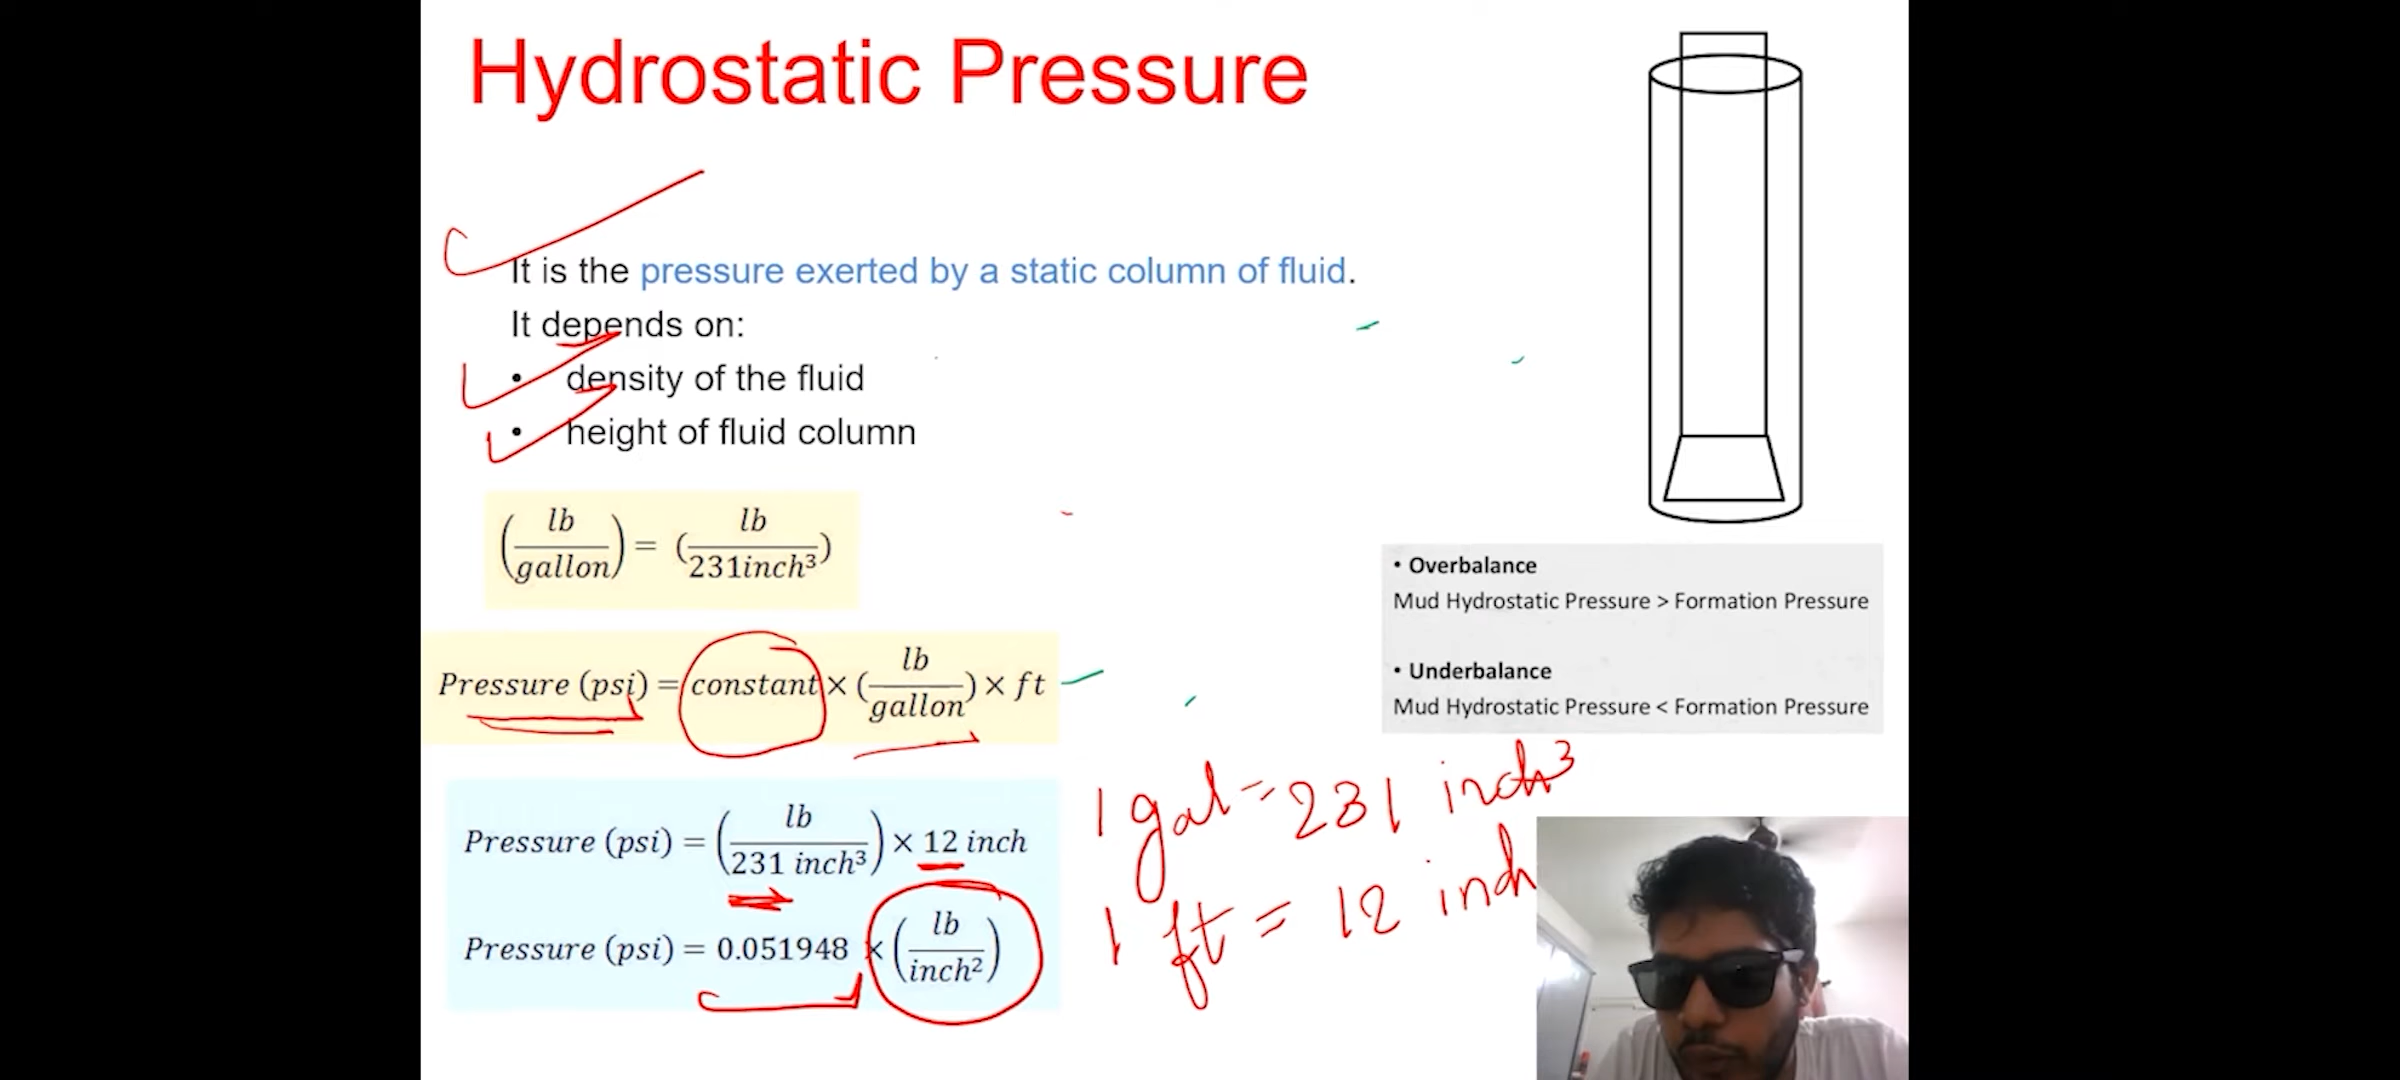 Hydrostatic Pressure
It is the pressure exerted by a static column of fluid.
It depends on:
• density of the fluid
• height of fluid column
(lb/gallon) = (lb/231inch³)
Pressure (psi) = constant × (lb/gallon) × ft
Pressure (psi) = (lb/231 inch³) × 12 inch
Pressure (psi) = 0.051948 × (lb/inch²)
• Overbalance
Mud Hydrostatic Pressure > Formation Pressure
• Underbalance
Mud Hydrostatic Pressure < Formation Pressure
1 gal = 231 inch³
1 ft = 12 inch